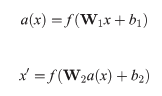 a(x) = f(W₁x + b₁)
x′ = f(W₂a(x) + b₂)